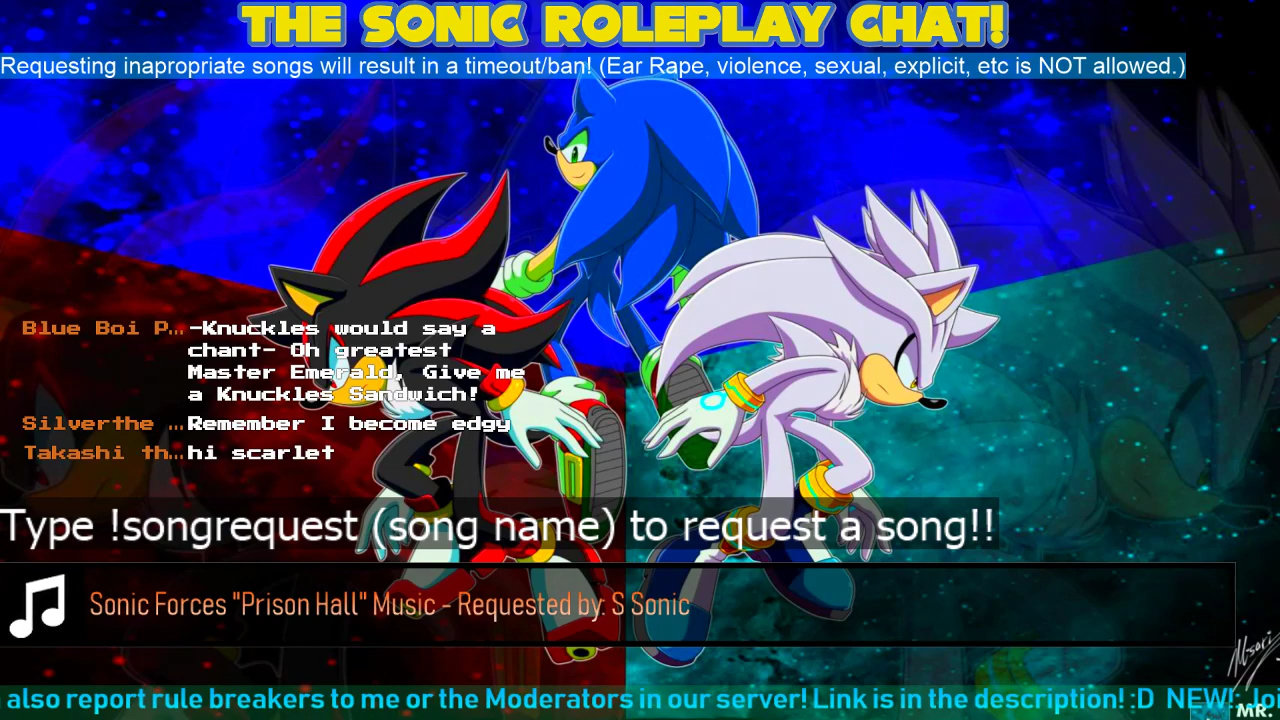 THE SONIC ROLEPLAY CHAT!
Requesting inapropriate songs will result in a timeout/ban! (Ear Rape, violence, sexual, explicit, etc is NOT allowed.)
Blue Boi P... -Knuckles would say a
chant- Oh greatest
Master Emerald, Give me
a Knuckles Sandwich!
Silverthe ... Remember I become edgy
Takashi th... hi scarlet
Type !songrequest (song name) to request a song!!
Sonic Forces "Prison Hall" Music - Requested by: S Sonic
also report rule breakers to me or the Moderators in our server! Link is in the description! :D NEW!:
MR.